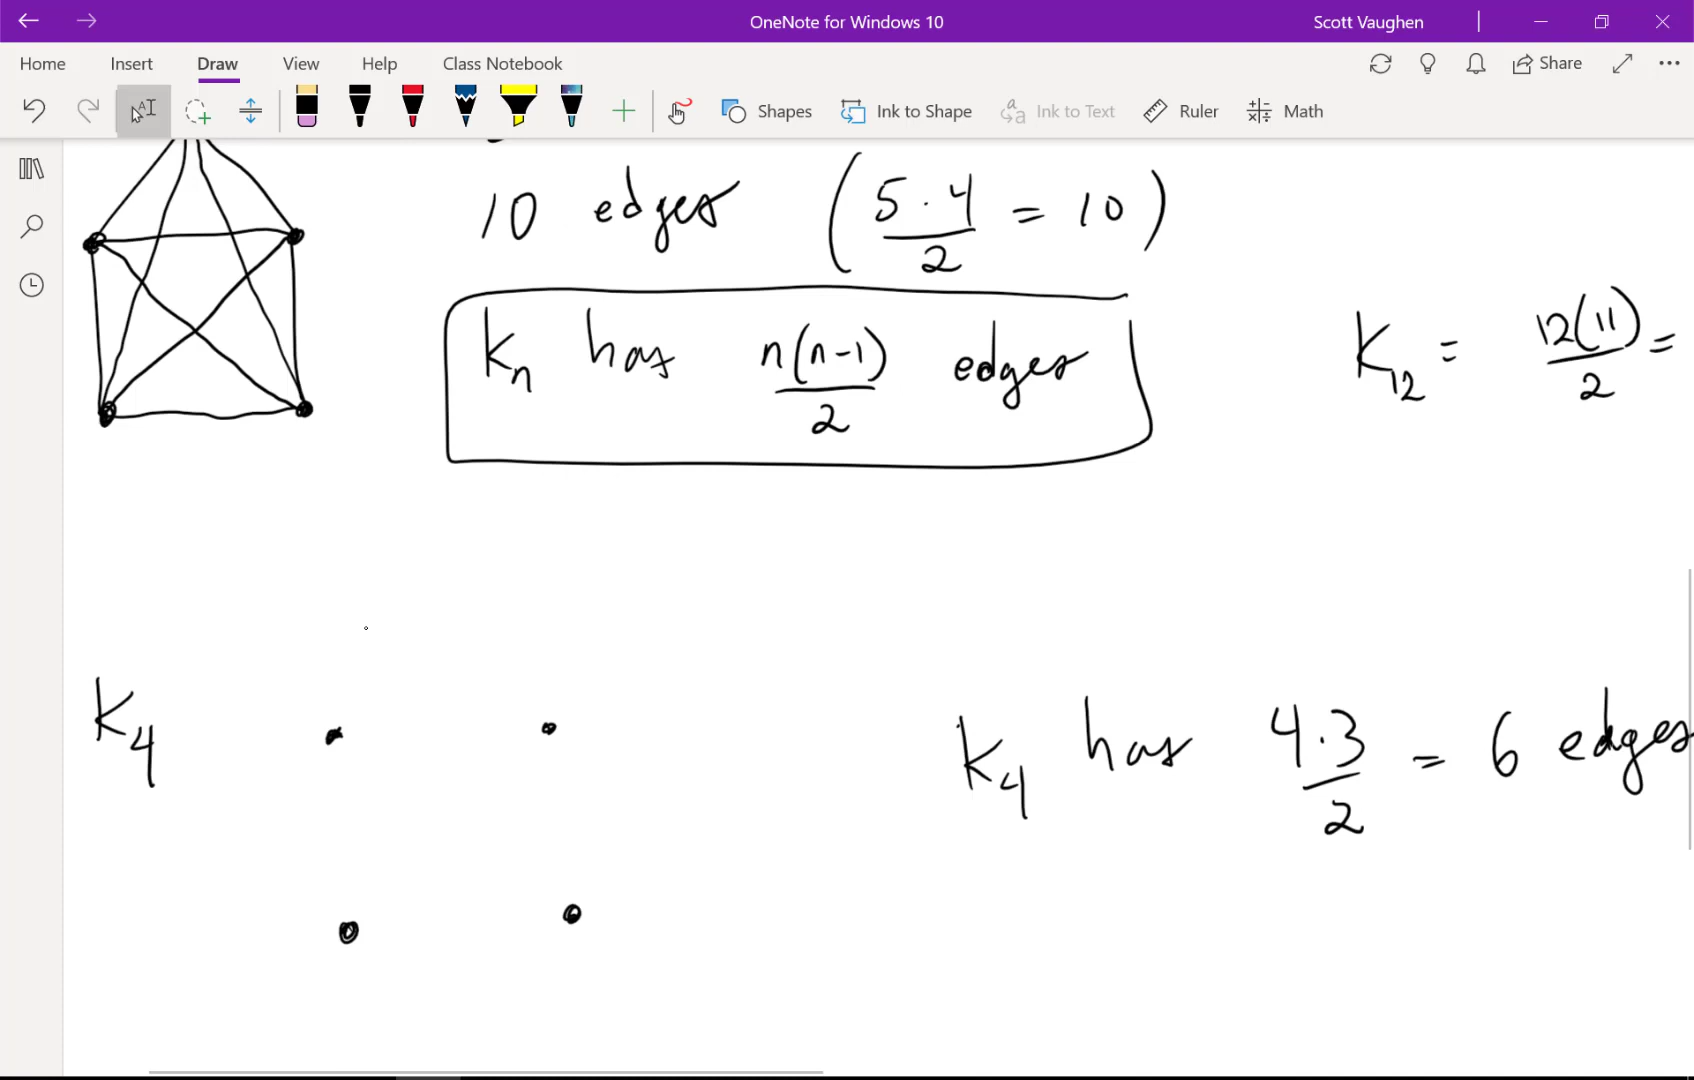 OneNote for Windows 10
Scott Vaughen
Home Insert Draw View Help Class Notebook Share
Shapes Ink to Shape Ink to Text Ruler Math
10 edges (5·4/2 = 10)
Kn has n(n-1)/2 edges
K12 = 12(11)/2 =
K4
K4 has 4·3/2 = 6 edges